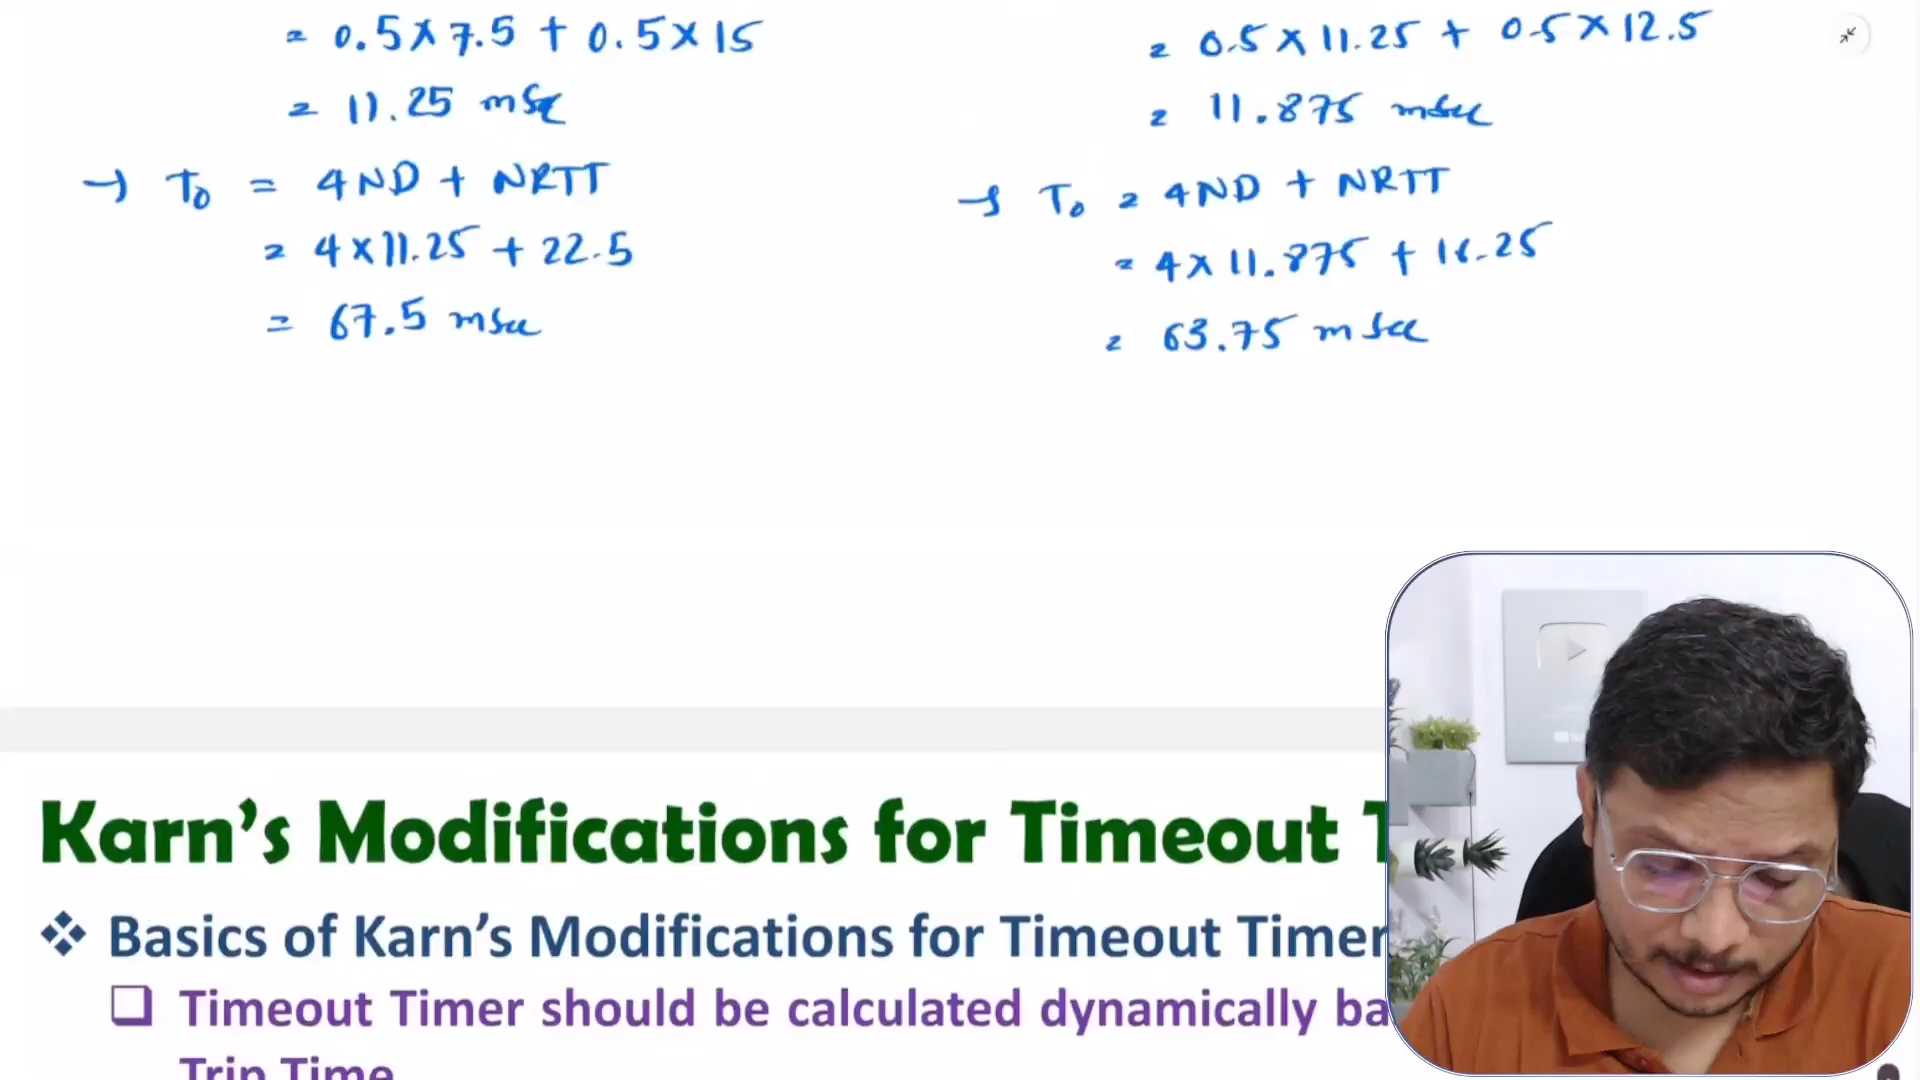 = 0.5 × 7.5 + 0.5 × 15
= 11.25 msec
→ To = 4ND + NRTT
= 4 × 11.25 + 22.5
= 67.5 msec
= 0.5 × 11.25 + 0.5 × 12.5
= 11.875 msec
→ To = 4ND + NRTT
= 4 × 11.875 + 16.25
= 63.75 msec
Karn's Modifications for Timeout
❖ Basics of Karn's Modifications for Timeout Timer
❑ Timeout Timer should be calculated dynamically
Trip Time